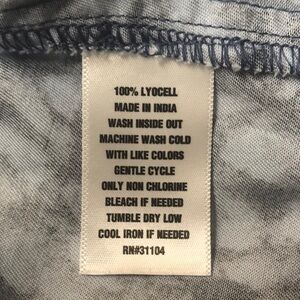 100% LYOCELL
MADE IN INDIA
WASH INSIDE OUT
MACHINE WASH COLD
WITH LIKE COLORS
GENTLE CYCLE
ONLY NON CHLORINE
BLEACH IF NEEDED
TUMBLE DRY LOW
COOL IRON IF NEEDED
RN#31104